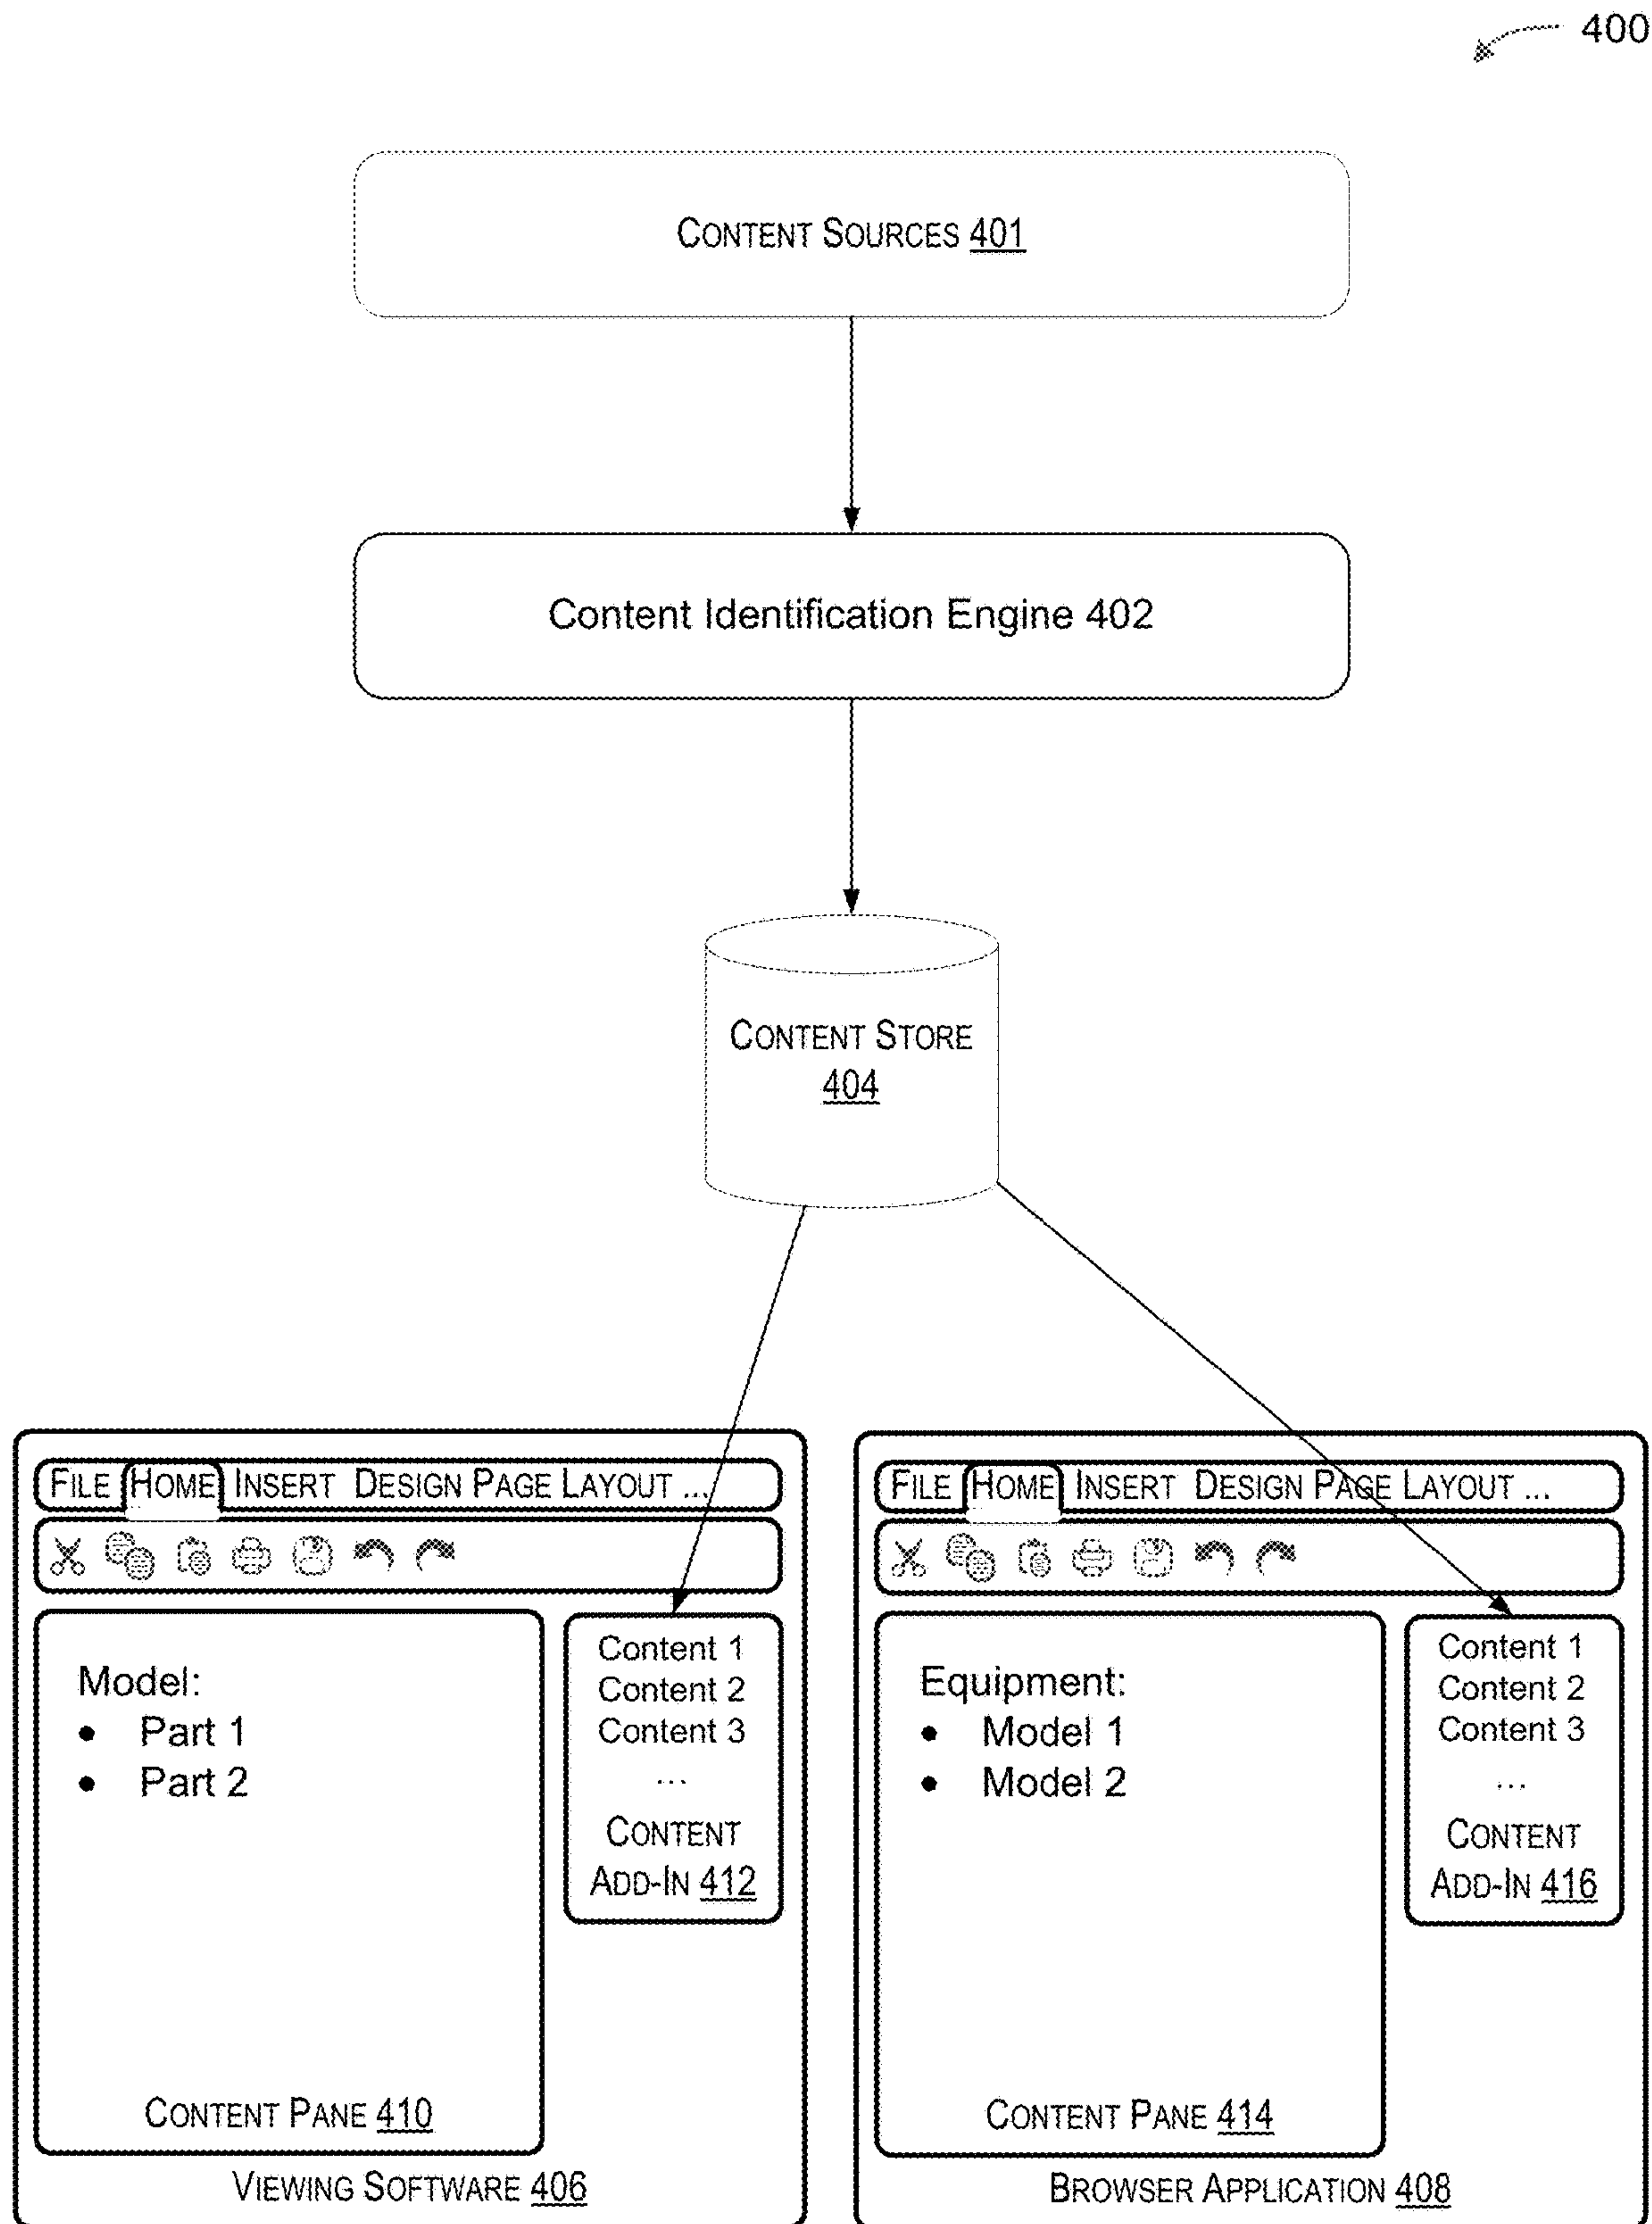 400
CONTENT SOURCES 401
Content Identification Engine 402
CONTENT STORE
404
FILE HOME INSERT DESIGN PAGE LAYOUT ...
Model:
• Part 1
• Part 2
CONTENT PANE 410
Content 1
Content 2
Content 3
...
CONTENT
ADD-IN 412
VIEWING SOFTWARE 406
FILE HOME INSERT DESIGN PAGE LAYOUT ...
Equipment:
• Model 1
• Model 2
CONTENT PANE 414
Content 1
Content 2
Content 3
...
CONTENT
ADD-IN 416
BROWSER APPLICATION 408